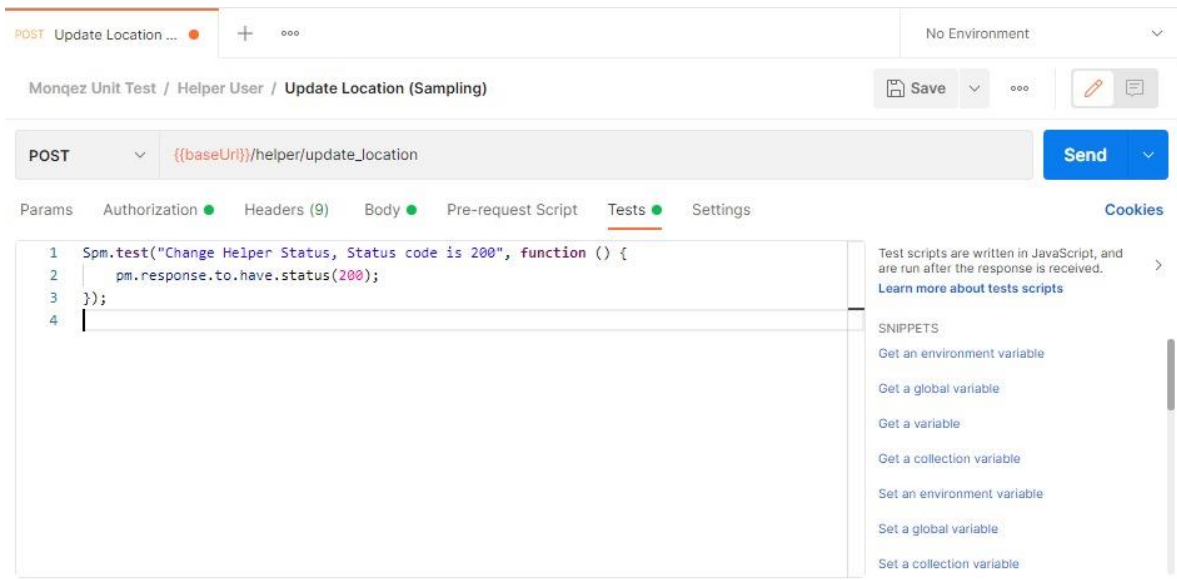 POST Update Location ...
No Environment
Monqez Unit Test / Helper User / Update Location (Sampling)
Save
POST
{{baseUrl}}/helper/update_location
Send
Params Authorization Headers (9) Body Pre-request Script Tests Settings Cookies
1 Spm.test("Change Helper Status, Status code is 200", function () {
2 pm.response.to.have.status(200);
3 });
4
Test scripts are written in JavaScript, and
are run after the response is received.
Learn more about tests scripts
SNIPPETS
Get an environment variable
Get a global variable
Get a variable
Get a collection variable
Set an environment variable
Set a global variable
Set a collection variable